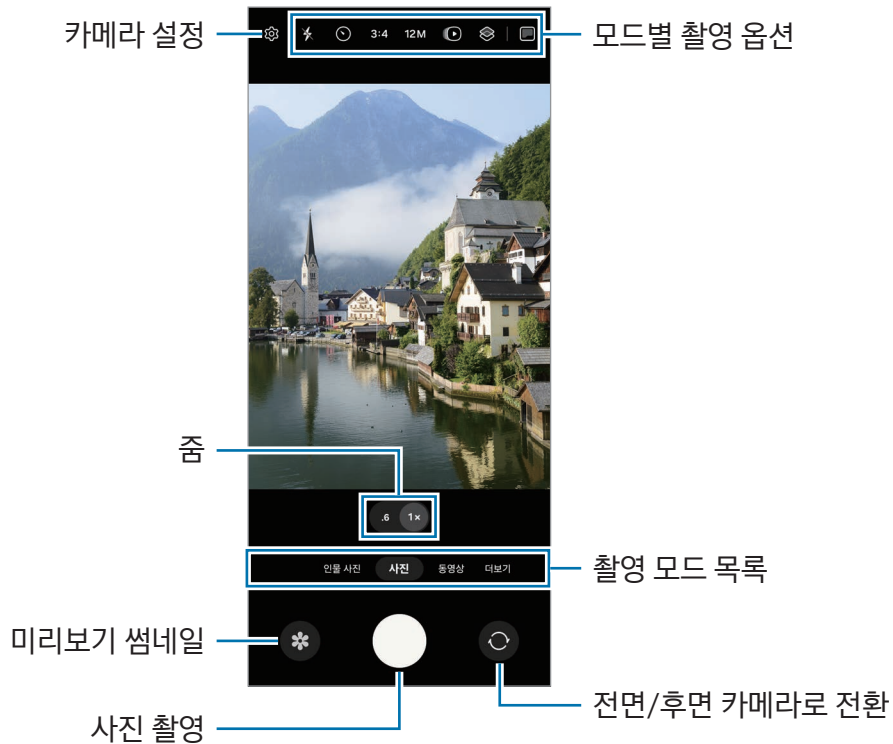 카메라 설정
3:4
12M
모드별 촬영 옵션
줌
.6
1×
인물 사진
사진
동영상
더보기
촬영 모드 목록
미리보기 썸네일
사진 촬영
전면/후면 카메라로 전환